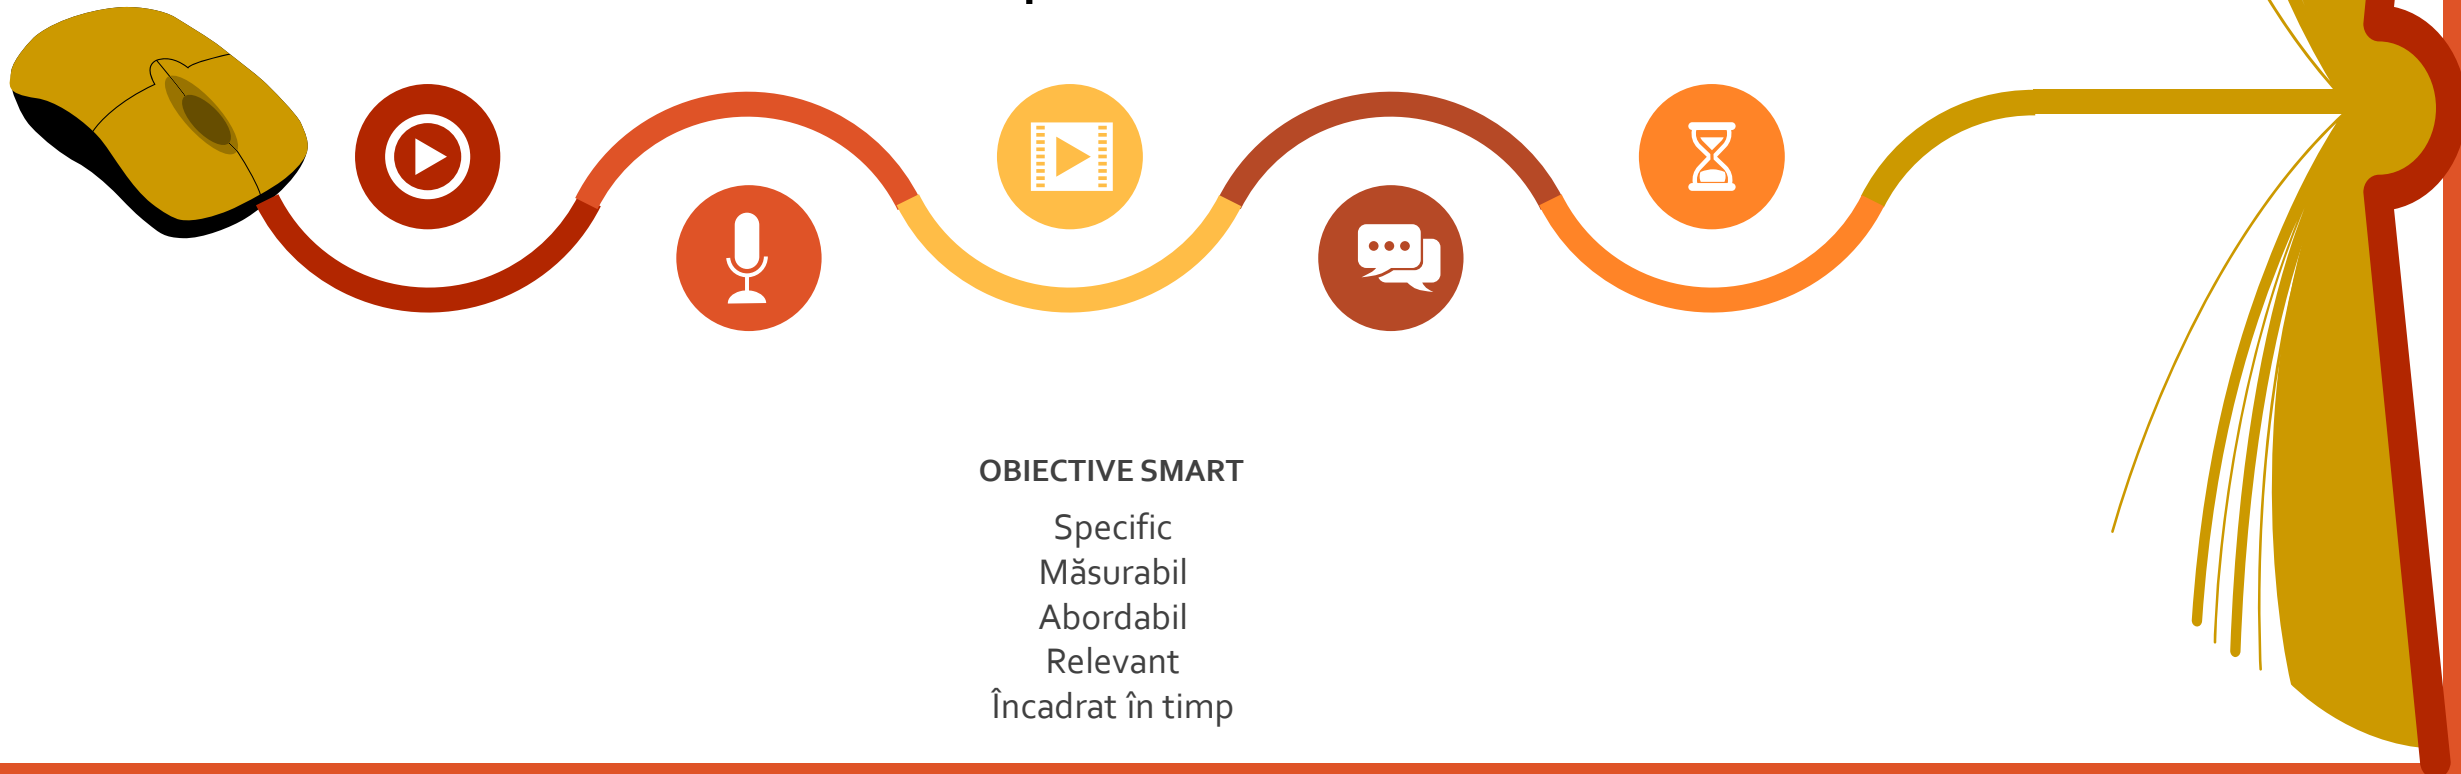 OBIECTIVE SMART
Specific
Măsurabil
Abordabil
Relevant
Încadrat în timp